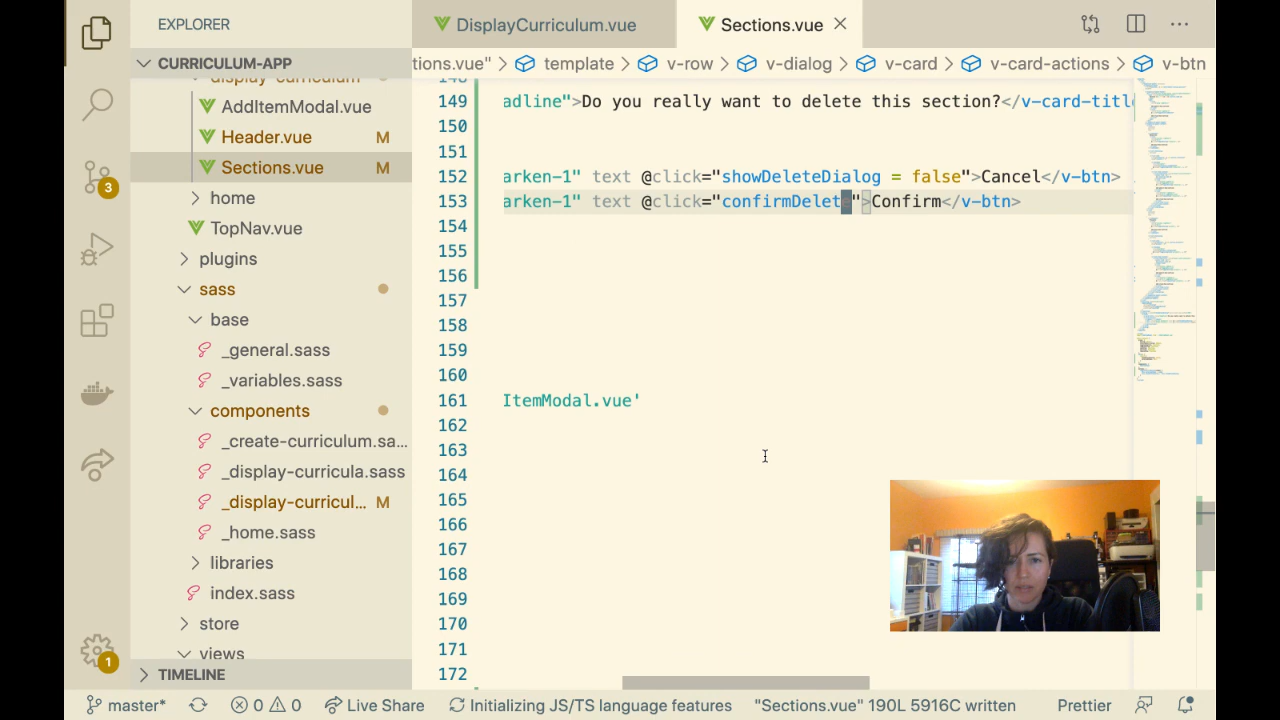 EXPLORER
DisplayCurriculum.vue
Sections.vue
CURRICULUM-APP
tions.vue" > template > v-row > v-dialog > v-card > v-card-actions > v-btn
AddItemModal.vue
Header.vue M
Sections.vue M
home
TopNav.vue
plugins
sass
base
_general.sass
_variables.sass
components
_create-curriculum.sa...
_display-curricula.sass
_display-curricul... M
_home.sass
libraries
index.sass
store
views
TIMELINE
3
1
149 adline">Do you really want to delete this section?</v-card-titl
150
151
152 arken-1" text @click="showDeleteDialog = false">Cancel</v-btn>
153 arken-1" text @click="confirmDelete">Confirm</v-btn>
154
155
156
157
158
159
160
161 ItemModal.vue'
162
163
164
165
166
167
168
169
170
171
172
master* 0 0 Live Share Initializing JS/TS language features "Sections.vue" 190L 5916C written Prettier